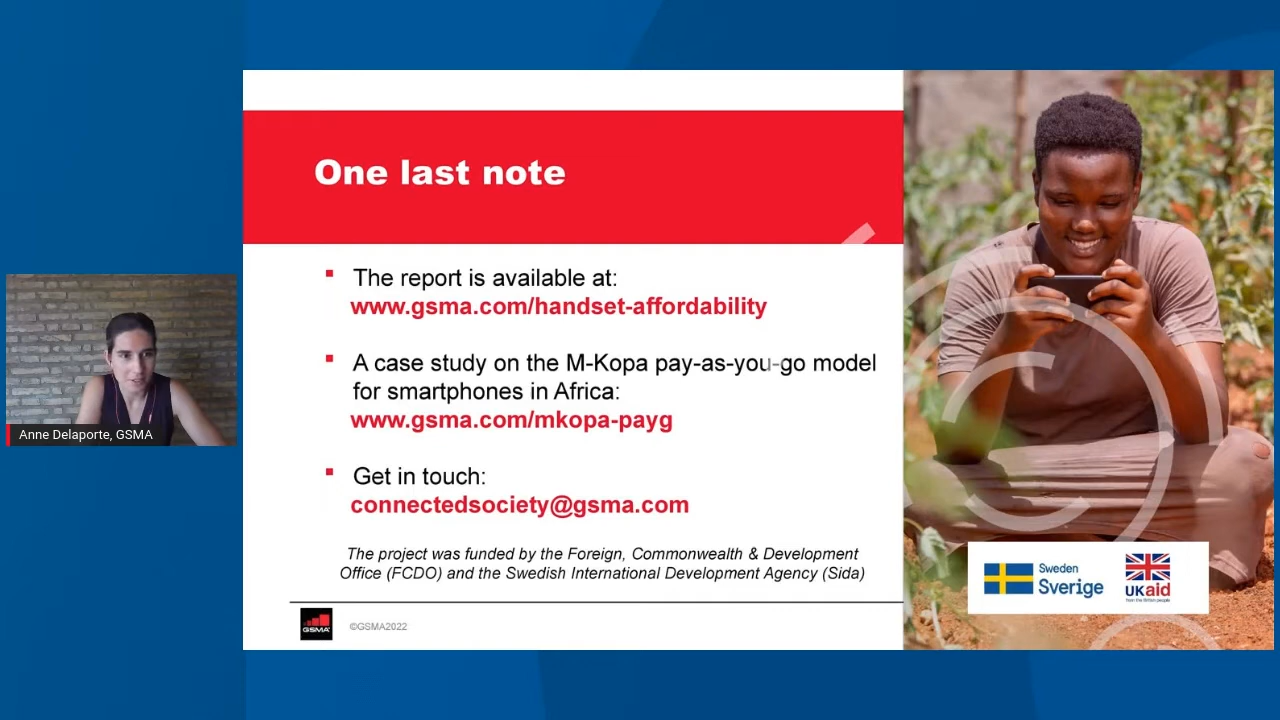 One last note
The report is available at:
www.gsma.com/handset-affordability
A case study on the M-Kopa pay-as-you-go model
for smartphones in Africa:
www.gsma.com/mkopa-payg
Get in touch:
connectedsociety@gsma.com
The project was funded by the Foreign, Commonwealth & Development
Office (FCDO) and the Swedish International Development Agency (Sida)
GSMA
©GSMA2022
Anne Delaporte, GSMA
Sweden
Sverige
UKaid
from the British people